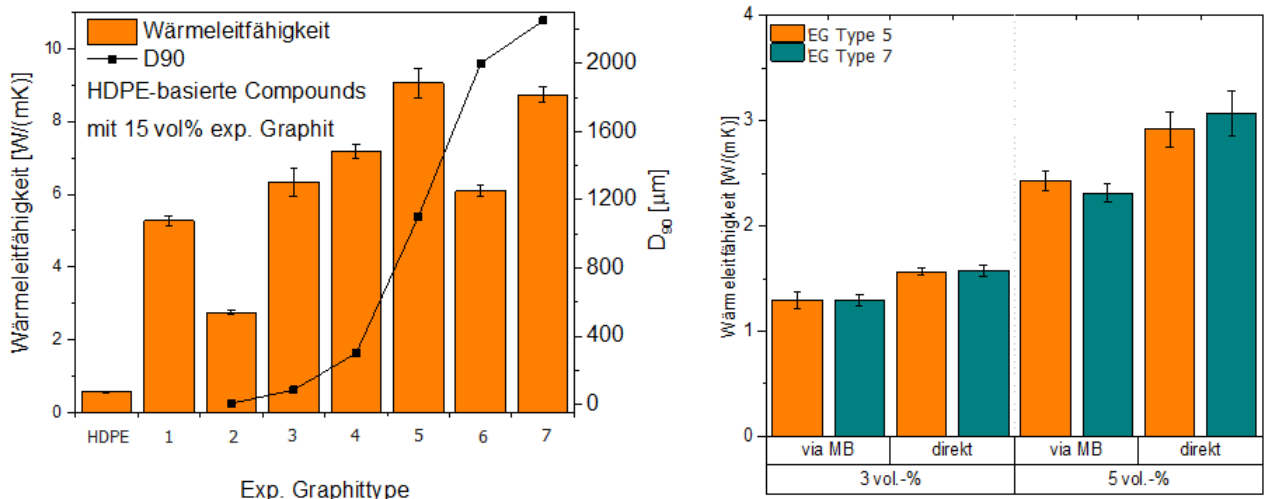 Wärmeleitfähigkeit
D90
HDPE-basierte Compounds
mit 15 vol% exp. Graphit
Wärmeleitfähigkeit [W/(mK)]
10
8
6
4
2
0
D90 [µm]
2000
1600
1200
800
400
0
HDPE 1 2 3 4 5 6 7
Exp. Graphittype
EG Type 5
EG Type 7
Wärmeleitfähigkeit [W/(mK)]
4
3
2
1
0
via MB direkt via MB direkt
3 vol.-% 5 vol.-%